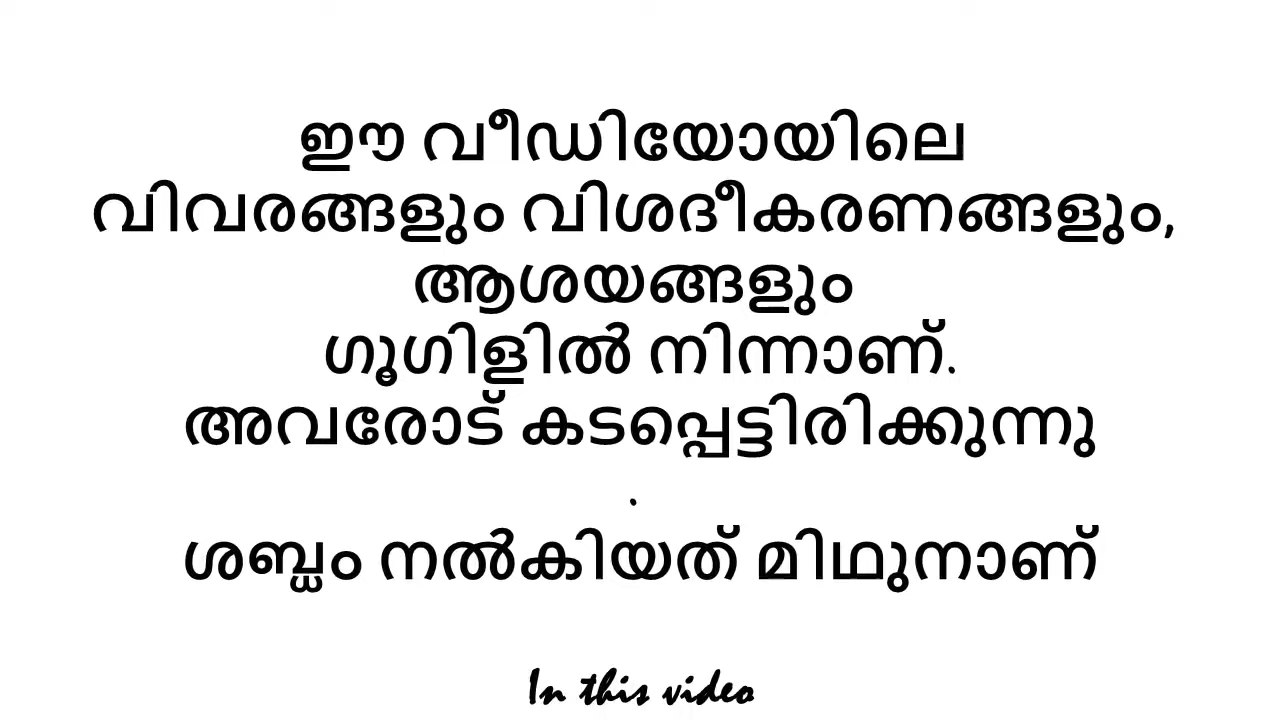 ഈ വീഡിയോയിലെ
വിവരങ്ങളും വിശദീകരണങ്ങളും,
ആശയങ്ങളും
ഗൂഗിളിൽ നിന്നാണ്.
അവരോട് കടപ്പെട്ടിരിക്കുന്നു
.
ശബ്ദം നൽകിയത് മിഥുനാണ്
In this video